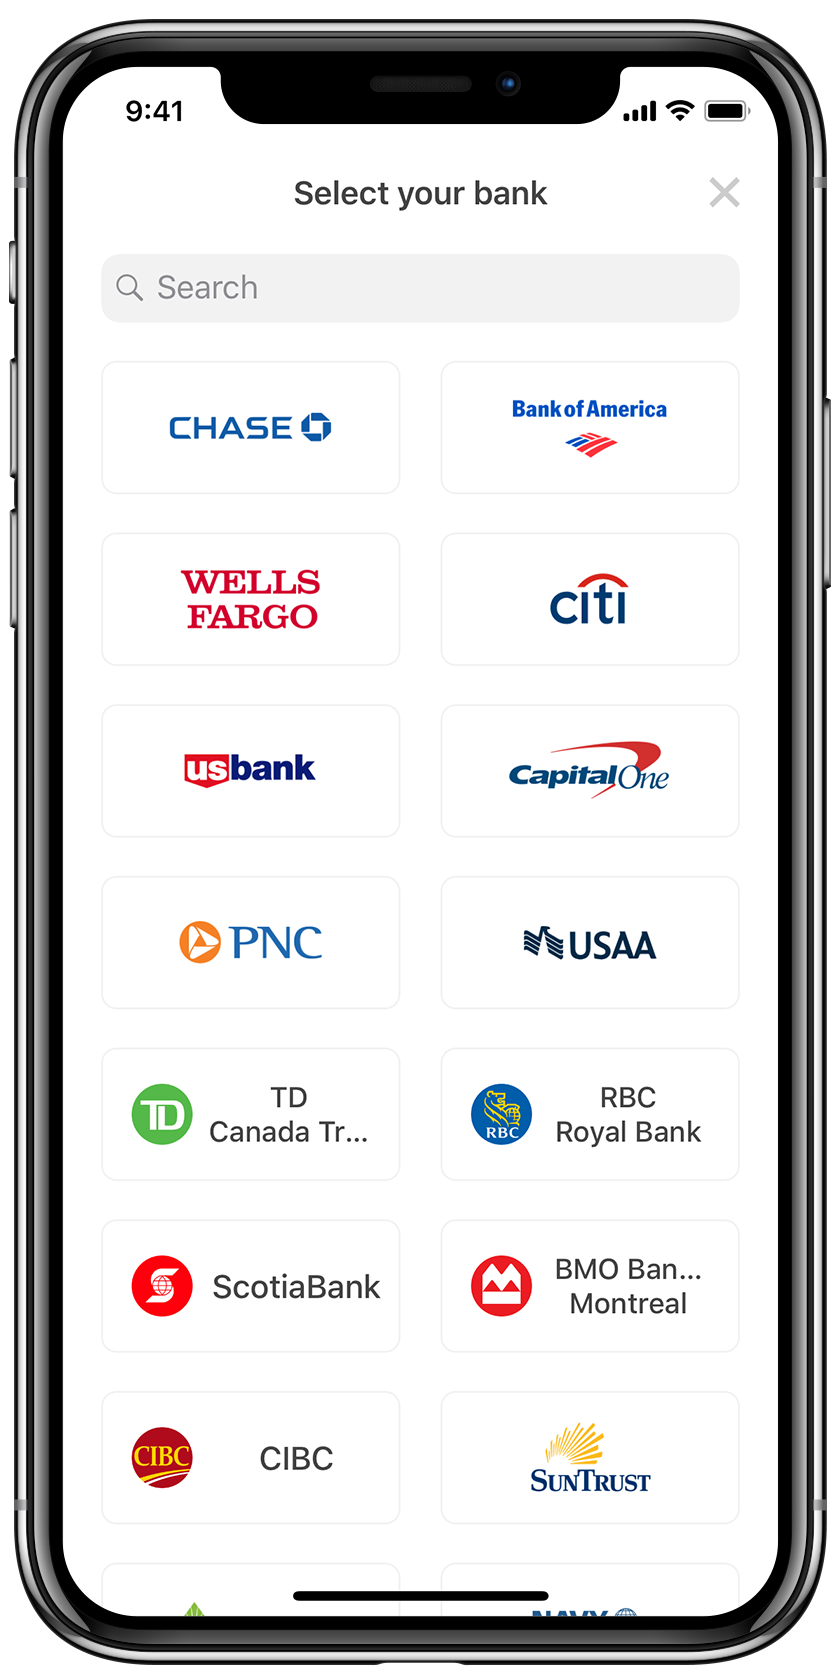 9:41
Select your bank
Search
CHASE
Bank of America
WELLS
FARGO
citi
usbank
Capital One
PNC
USAA
TD
TD
Canada Tr...
RBC
RBC
Royal Bank
ScotiaBank
BMO Ban...
Montreal
CIBC
CIBC
SUNTRUST
NAVY